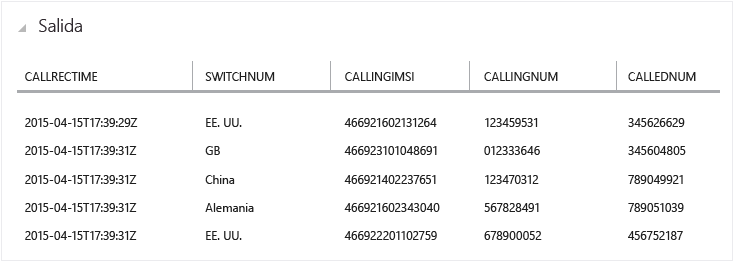 Salida
CALLRECTIME SWITCHNUM CALLINGIMSI CALLINGNUM CALLEDNUM
2015-04-15T17:39:29Z EE. UU. 466921602131264 123459531 345626629
2015-04-15T17:39:31Z GB 466923101048691 012333646 345604805
2015-04-15T17:39:31Z China 466921402237651 123470312 789049921
2015-04-15T17:39:31Z Alemania 466921602343040 567828491 789051039
2015-04-15T17:39:31Z EE. UU. 466922201102759 678900052 456752187